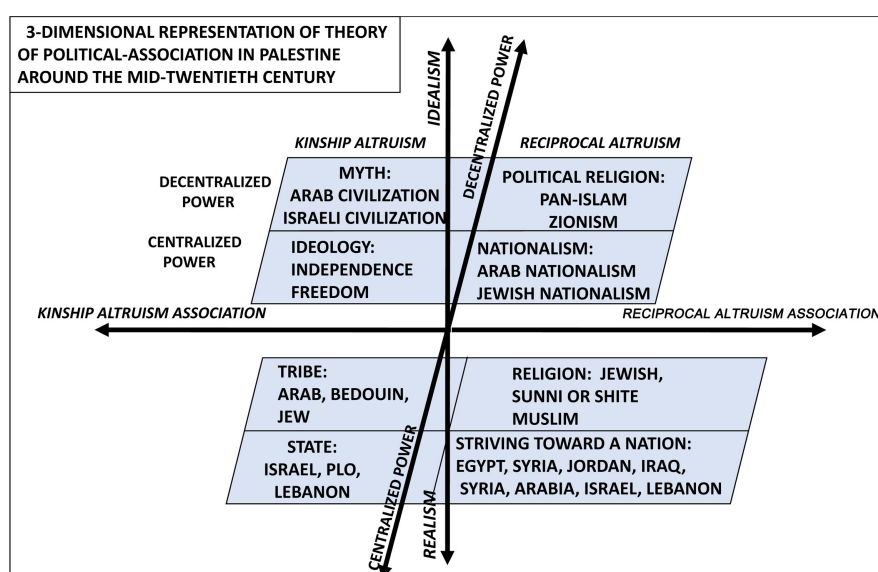 3-DIMENSIONAL REPRESENTATION OF THEORY
OF POLITICAL-ASSOCIATION IN PALESTINE
AROUND THE MID-TWENTIETH CENTURY
IDEALISM
DECENTRALIZED POWER
KINSHIP ALTRUISM
RECIPROCAL ALTRUISM
DECENTRALIZED
POWER
MYTH:
ARAB CIVILIZATION
ISRAELI CIVILIZATION
POLITICAL RELIGION:
PAN-ISLAM
ZIONISM
CENTRALIZED
POWER
IDEOLOGY:
INDEPENDENCE
FREEDOM
NATIONALISM:
ARAB NATIONALISM
JEWISH NATIONALISM
KINSHIP ALTRUISM ASSOCIATION
RECIPROCAL ALTRUISM ASSOCIATION
TRIBE:
ARAB, BEDOUIN,
JEW
RELIGION: JEWISH,
SUNNI OR SHITE
MUSLIM
STATE:
ISRAEL, PLO,
LEBANON
STRIVING TOWARD A NATION:
EGYPT, SYRIA, JORDAN, IRAQ,
SYRIA, ARABIA, ISRAEL, LEBANON
CENTRALIZED POWER
REALISM